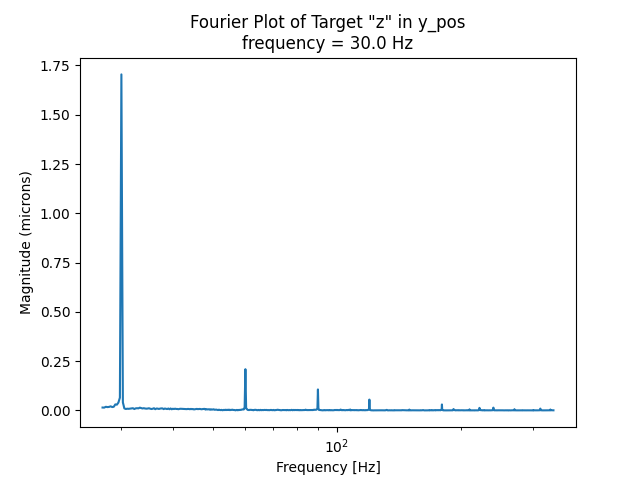 Fourier Plot of Target "z" in y_pos
frequency = 30.0 Hz
1.75
1.50
1.25
1.00
0.75
0.50
0.25
0.00
Magnitude (microns)
10²
Frequency [Hz]